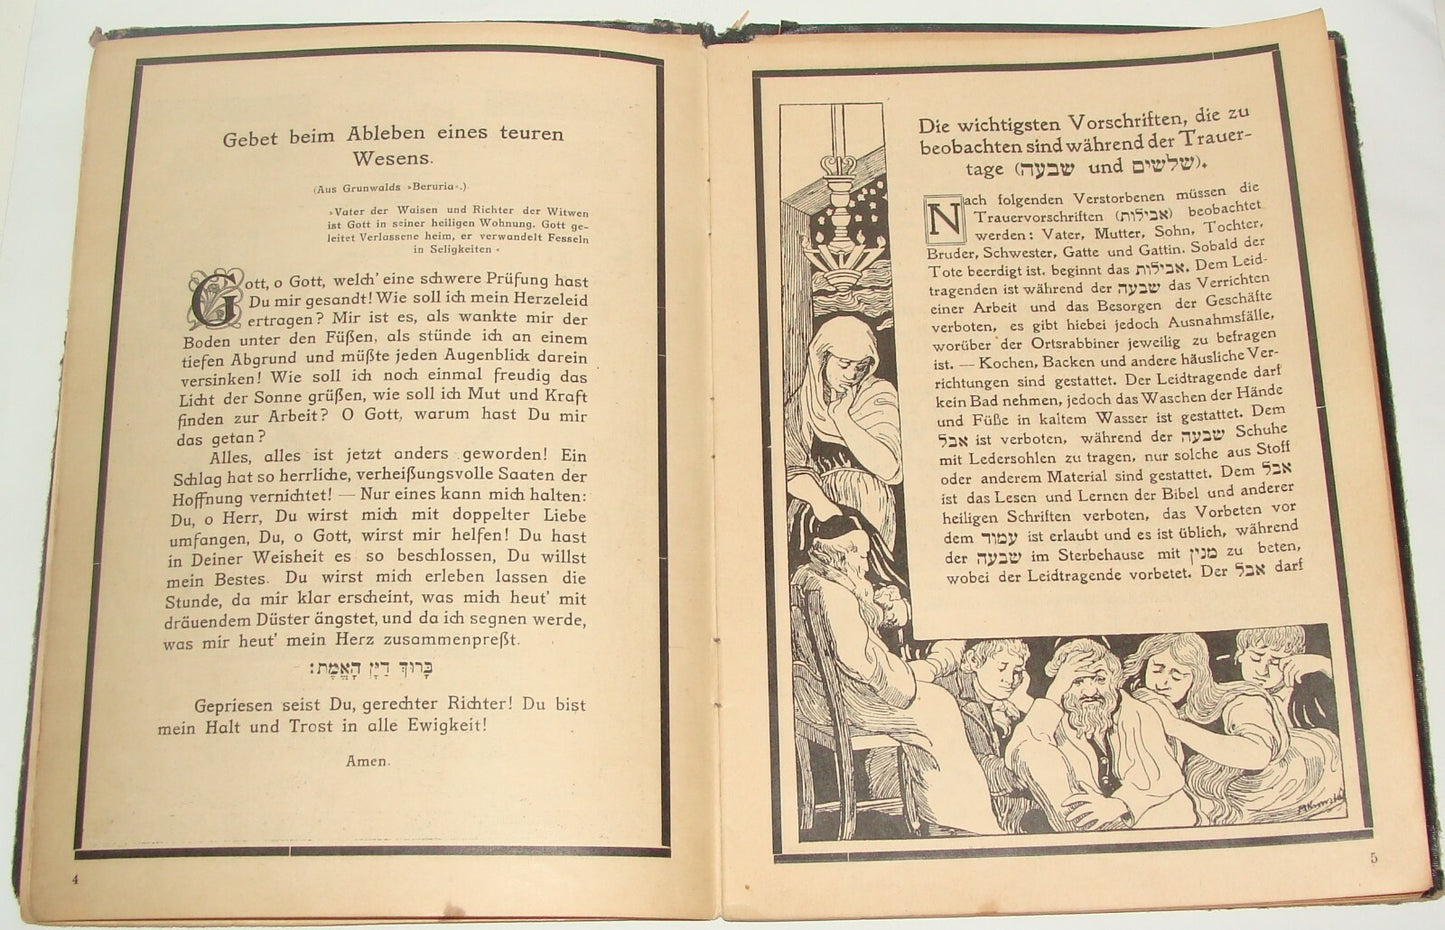 Gebet beim Ableben eines teuren
Wesens.
(Aus Grunwalds »Beruria«.)
»Vater der Waisen und Richter der Witwen
ist Gott in seiner heiligen Wohnung. Gott ge-
leitet Verlassene heim, er verwandelt Fesseln
in Seligkeiten «
Gott, o Gott, welch' eine schwere Prüfung hast
Du mir gesandt! Wie soll ich mein Herzeleid
ertragen? Mir ist es, als wankte mir der
Boden unter den Füßen, als stünde ich an einem
tiefen Abgrund und müßte jeden Augenblick darein
versinken! Wie soll ich noch einmal freudig das
Licht der Sonne grüßen, wie soll ich Mut und Kraft
finden zur Arbeit? O Gott, warum hast Du mir
das getan?
Alles, alles ist jetzt anders geworden! Ein
Schlag hat so herrliche, verheißungsvolle Saaten der
Hoffnung vernichtet! — Nur eines kann mich halten:
Du, o Herr, Du wirst mich mit doppelter Liebe
umfangen, Du, o Gott, wirst mir helfen! Du hast
in Deiner Weisheit es so beschlossen, Du willst
mein Bestes. Du wirst mich erleben lassen die
Stunde, da mir klar erscheint, was mich heut' mit
dräuendem Düster ängstet, und da ich segnen werde,
was mir heut' mein Herz zusammenpreßt.
בָּרוּךְ דַּיַּן הָאֱמֶת:
Gepriesen seist Du, gerechter Richter! Du bist
mein Halt und Trost in alle Ewigkeit!
Amen.
4
Die wichtigsten Vorschriften, die zu
beobachten sind während der Trauer-
tage (שבעה und שלשים).
Nach folgenden Verstorbenen müssen die
Trauervorschriften (אבילות) beobachtet
werden: Vater, Mutter, Sohn, Tochter,
Bruder, Schwester, Gatte und Gattin. Sobald der
Tote beerdigt ist, beginnt das אבילות. Dem Leid-
tragenden ist während der שבעה das Verrichten
einer Arbeit und das Besorgen der Geschäfte
verboten, es gibt hiebei jedoch Ausnahmsfälle,
worüber der Ortsrabbiner jeweilig zu befragen
ist. — Kochen, Backen und andere häusliche Ver-
richtungen sind gestattet. Der Leidtragende darf
kein Bad nehmen, jedoch das Waschen der Hände
und Füße in kaltem Wasser ist gestattet. Dem
אבל ist verboten, während der שבעה Schuhe
mit Ledersohlen zu tragen, nur solche aus Stoff
oder anderem Material sind gestattet. Dem אבל
ist das Lesen und Lernen der Bibel und anderer
heiligen Schriften verboten, das Vorbeten vor
dem עמוד ist erlaubt und es ist üblich, während
der שבעה im Sterbehause mit מנין zu beten,
wobei der Leidtragende vorbetet. Der אבל darf
5